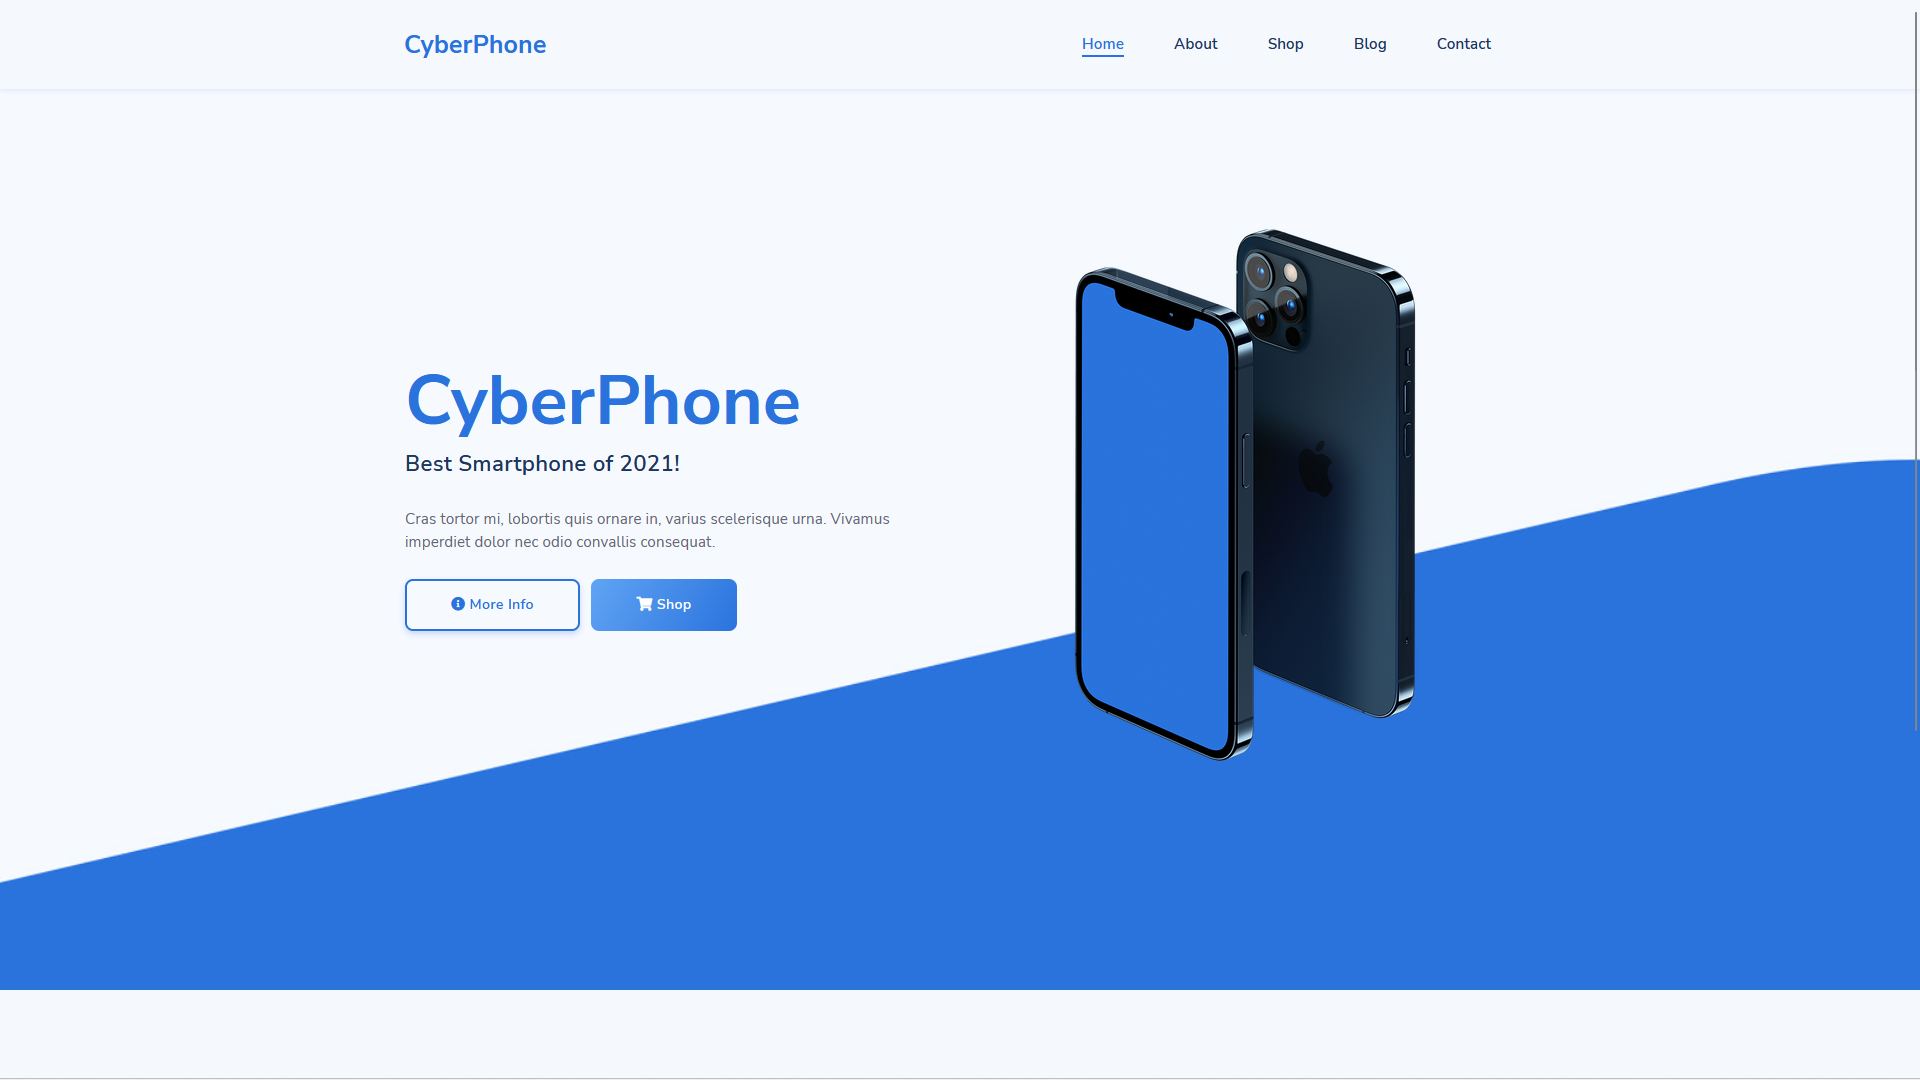 CyberPhone
Home About Shop Blog Contact
CyberPhone
Best Smartphone of 2021!
Cras tortor mi, lobortis quis ornare in, varius scelerisque urna. Vivamus
imperdiet dolor nec odio convallis consequat.
More Info
Shop